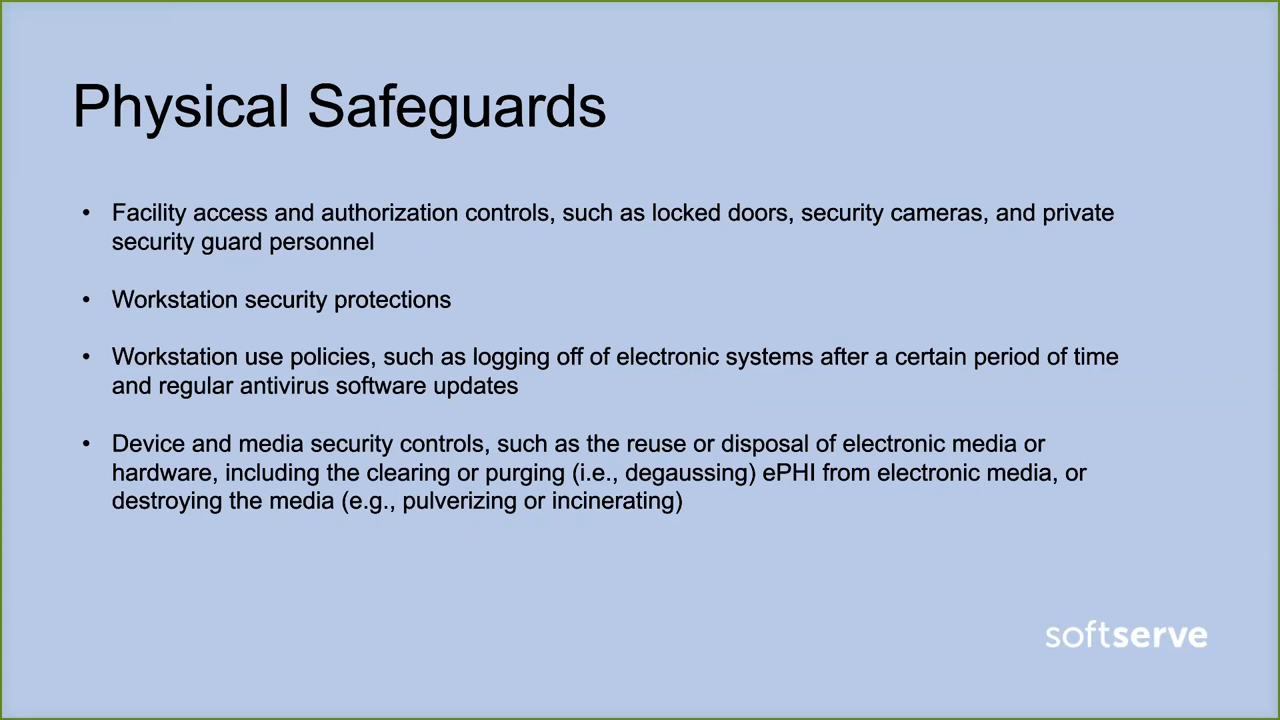 Physical Safeguards
• Facility access and authorization controls, such as locked doors, security cameras, and private
security guard personnel
• Workstation security protections
• Workstation use policies, such as logging off of electronic systems after a certain period of time
and regular antivirus software updates
• Device and media security controls, such as the reuse or disposal of electronic media or
hardware, including the clearing or purging (i.e., degaussing) ePHI from electronic media, or
destroying the media (e.g., pulverizing or incinerating)
softserve